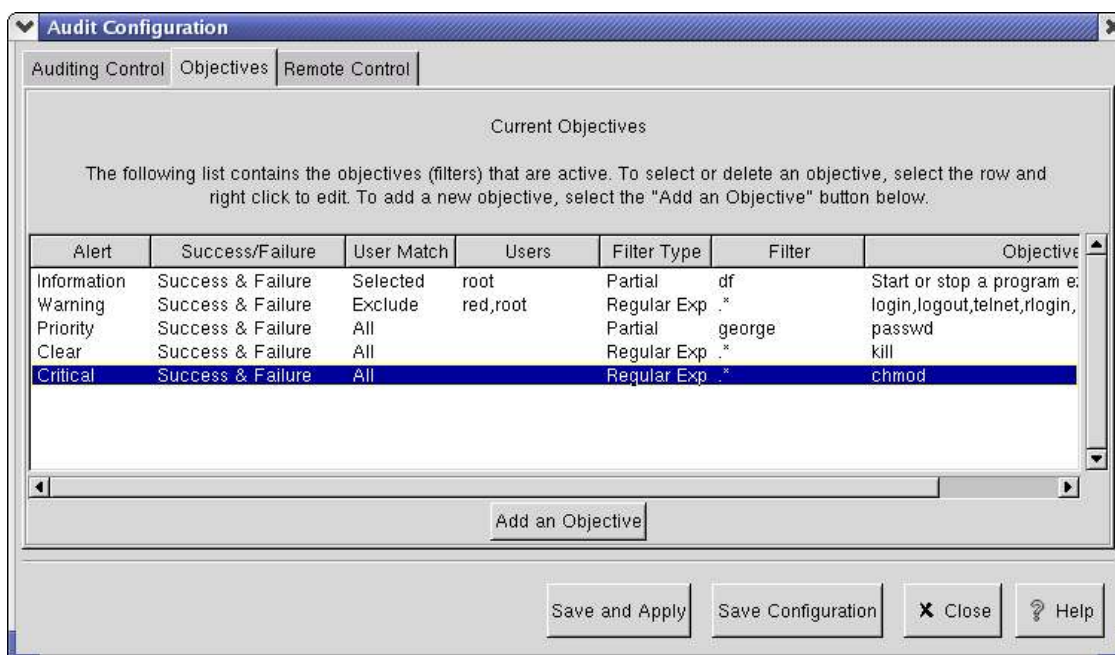 Audit Configuration
Auditing Control Objectives Remote Control
Current Objectives
The following list contains the objectives (filters) that are active. To select or delete an objective, select the row and
right click to edit. To add a new objective, select the "Add an Objective" button below.
Alert Success/Failure User Match Users Filter Type Filter Objective
Information Success & Failure Selected root Partial df Start or stop a program
Warning Success & Failure Exclude red,root Regular Exp .* login,logout,telnet,rlogin,
Priority Success & Failure All Partial george passwd
Clear Success & Failure All Regular Exp .* kill
Critical Success & Failure All Regular Exp .* chmod
Add an Objective
Save and Apply Save Configuration Close Help